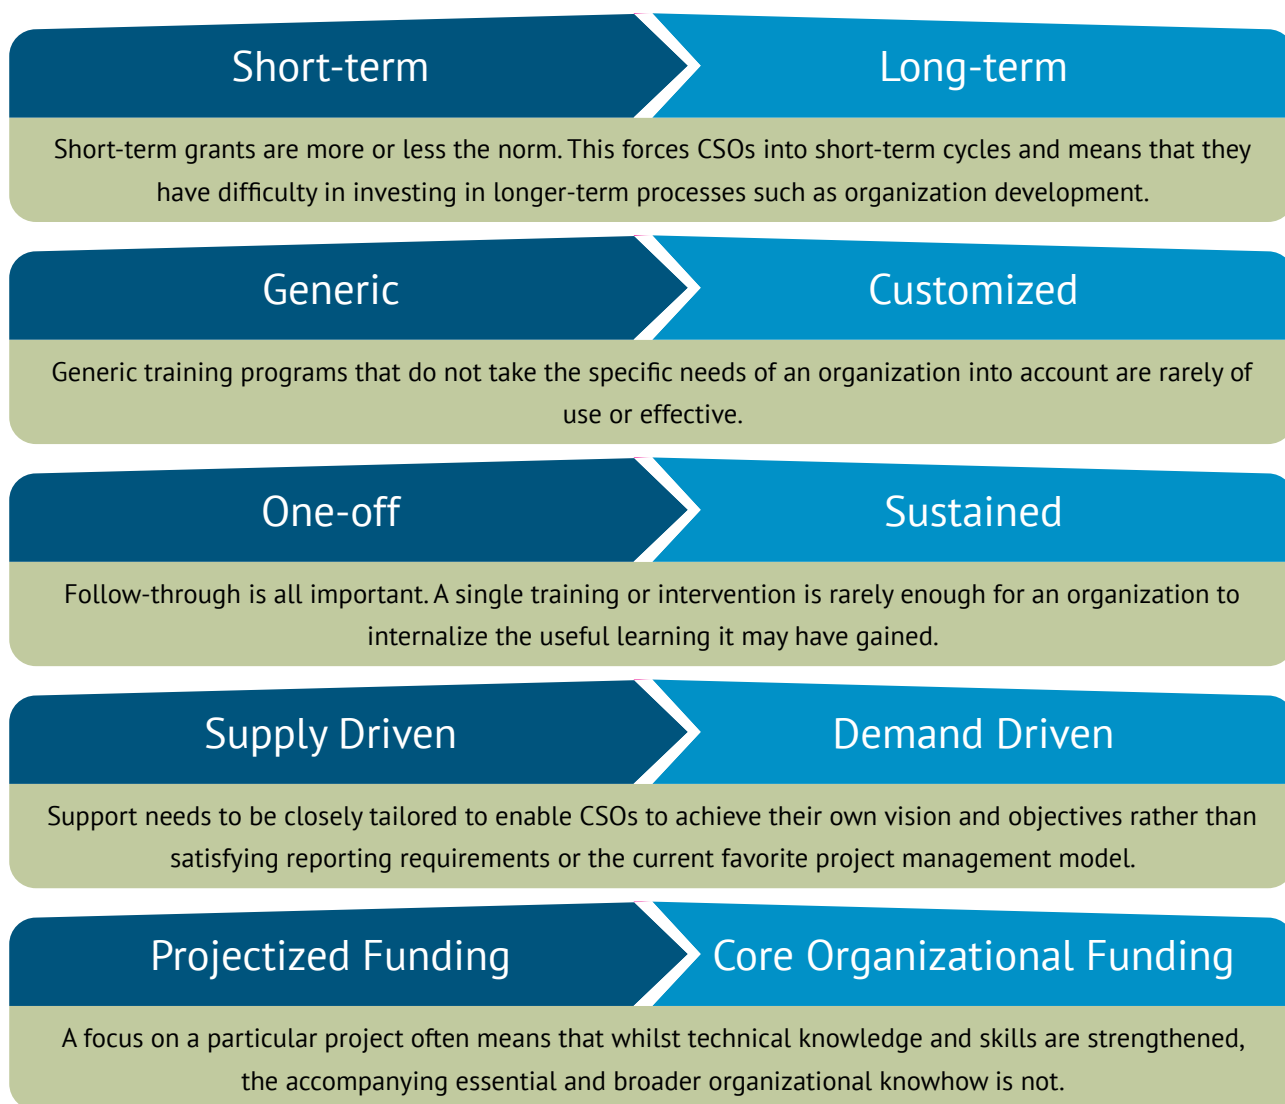 Short-term
Long-term
Short-term grants are more or less the norm. This forces CSOs into short-term cycles and means that they
have difficulty in investing in longer-term processes such as organization development.
Generic
Customized
Generic training programs that do not take the specific needs of an organization into account are rarely of
use or effective.
One-off
Sustained
Follow-through is all important. A single training or intervention is rarely enough for an organization to
internalize the useful learning it may have gained.
Supply Driven
Demand Driven
Support needs to be closely tailored to enable CSOs to achieve their own vision and objectives rather than
satisfying reporting requirements or the current favorite project management model.
Projectized Funding
Core Organizational Funding
A focus on a particular project often means that whilst technical knowledge and skills are strengthened,
the accompanying essential and broader organizational knowhow is not.